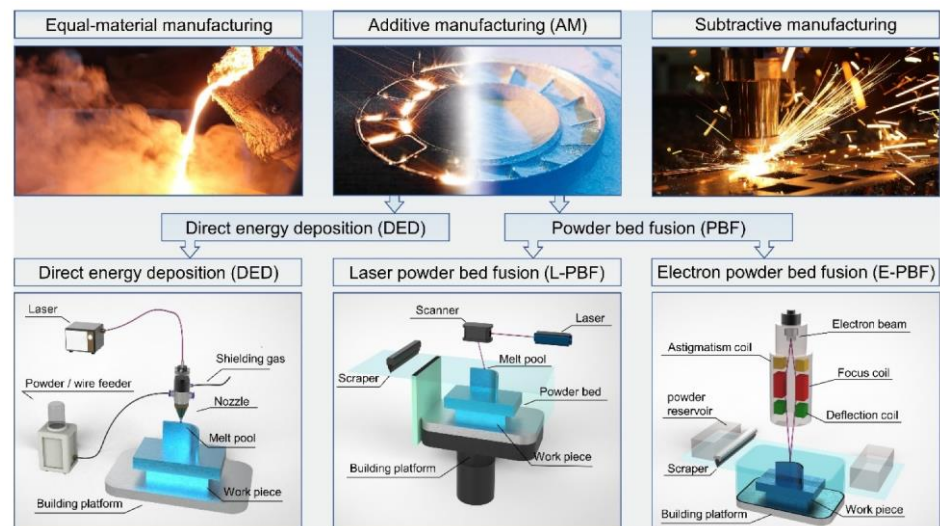 Equal-material manufacturing
Additive manufacturing (AM)
Subtractive manufacturing
Direct energy deposition (DED)
Powder bed fusion (PBF)
Direct energy deposition (DED)
Laser powder bed fusion (L-PBF)
Electron powder bed fusion (E-PBF)
Laser
Shielding gas
Powder / wire feeder
Nozzle
Melt pool
Work piece
Building platform
Scanner
Laser
Scraper
Melt pool
Powder bed
Work piece
Building platform
Electron beam
Astigmatism coil
Focus coil
powder
reservoir
Deflection coil
Scraper
Work piece
Building platform